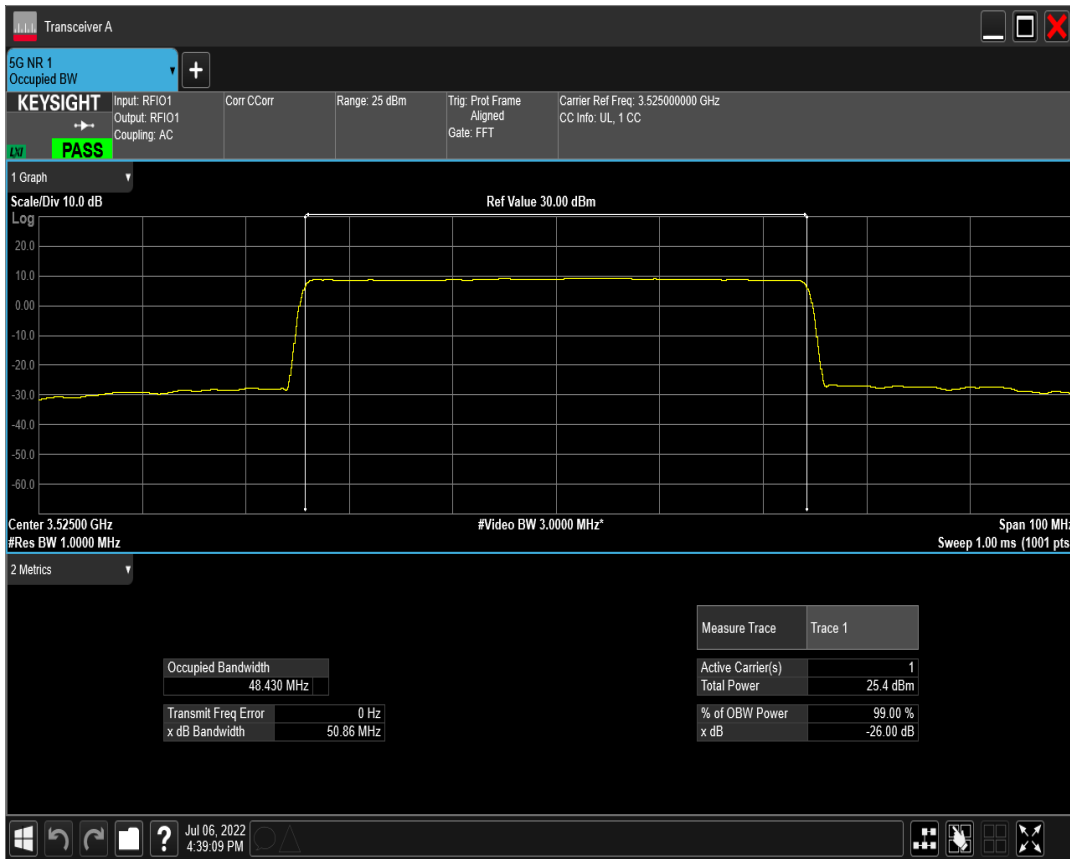 Transceiver A
5G NR 1
Occupied BW
KEYSIGHT
LXI
PASS
Input: RFIO1
Output: RFIO1
Coupling: AC
Corr CCorr
Range: 25 dBm
Trig: Prot Frame
Aligned
Gate: FFT
Carrier Ref Freq: 3.525000000 GHz
CC Info: UL, 1 CC
1 Graph
Scale/Div 10.0 dB
Ref Value 30.00 dBm
Log
20.0
10.0
0.00
-10.0
-20.0
-30.0
-40.0
-50.0
-60.0
Center 3.52500 GHz
#Video BW 3.0000 MHz*
Span 100 MHz
#Res BW 1.0000 MHz
Sweep 1.00 ms (1001 pts
2 Metrics
Measure Trace Trace 1
Occupied Bandwidth
48.430 MHz
Active Carrier(s) 1
Total Power 25.4 dBm
Transmit Freq Error 0 Hz
x dB Bandwidth 50.86 MHz
% of OBW Power 99.00 %
x dB -26.00 dB
?
Jul 06, 2022
4:39:09 PM